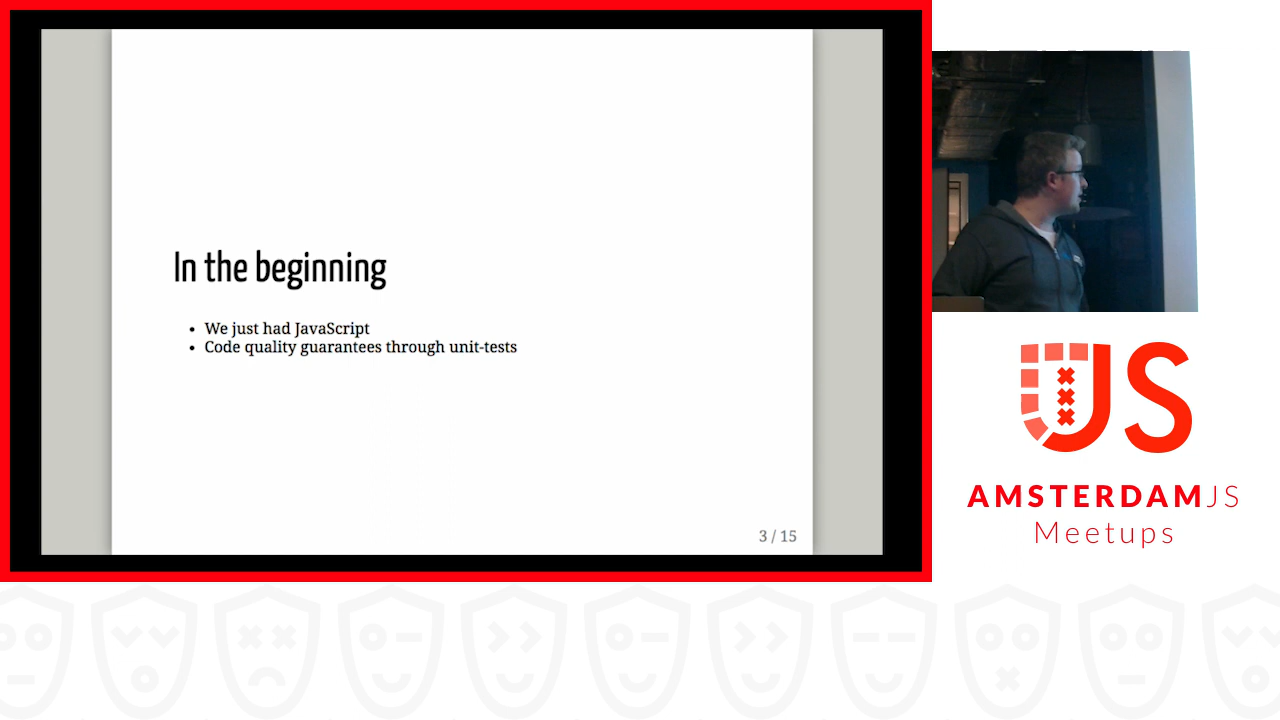 In the beginning
• We just had JavaScript
• Code quality guarantees through unit-tests
3 / 15
JS
AMSTERDAMJS
Meetups